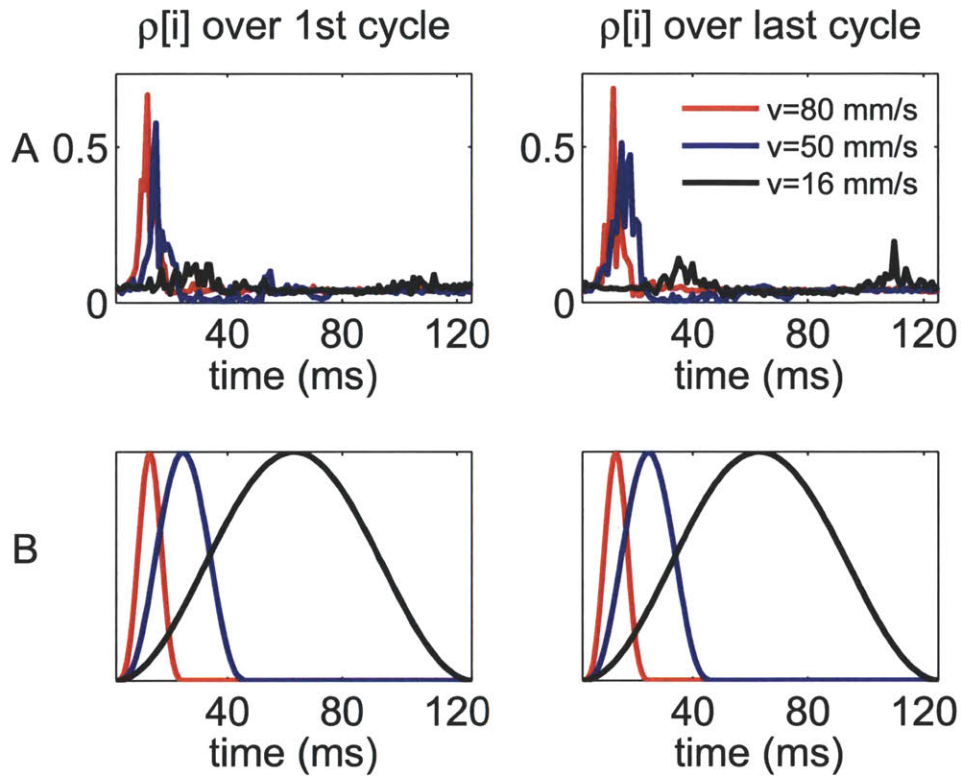 ρ[i] over 1st cycle
ρ[i] over last cycle
A
0.5
0
40 80 120
time (ms)
0.5
0
v=80 mm/s
v=50 mm/s
v=16 mm/s
40 80 120
time (ms)
B
40 80 120
time (ms)
40 80 120
time (ms)